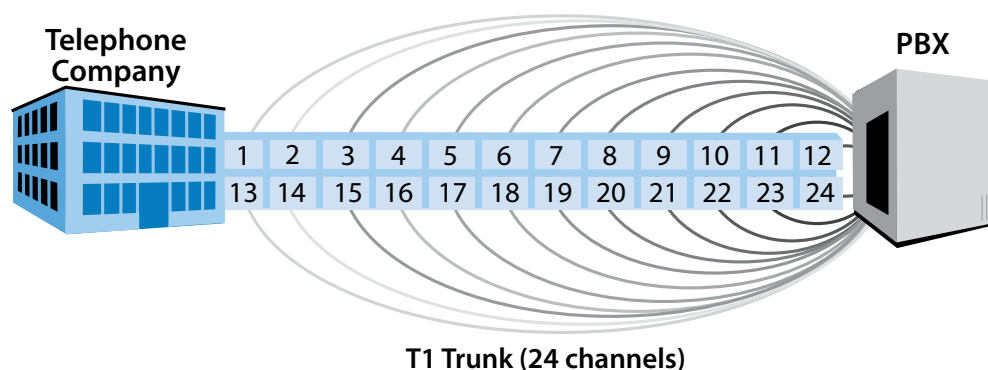 Telephone
Company
PBX
1 2 3 4 5 6 7 8 9 10 11 12
13 14 15 16 17 18 19 20 21 22 23 24
T1 Trunk (24 channels)